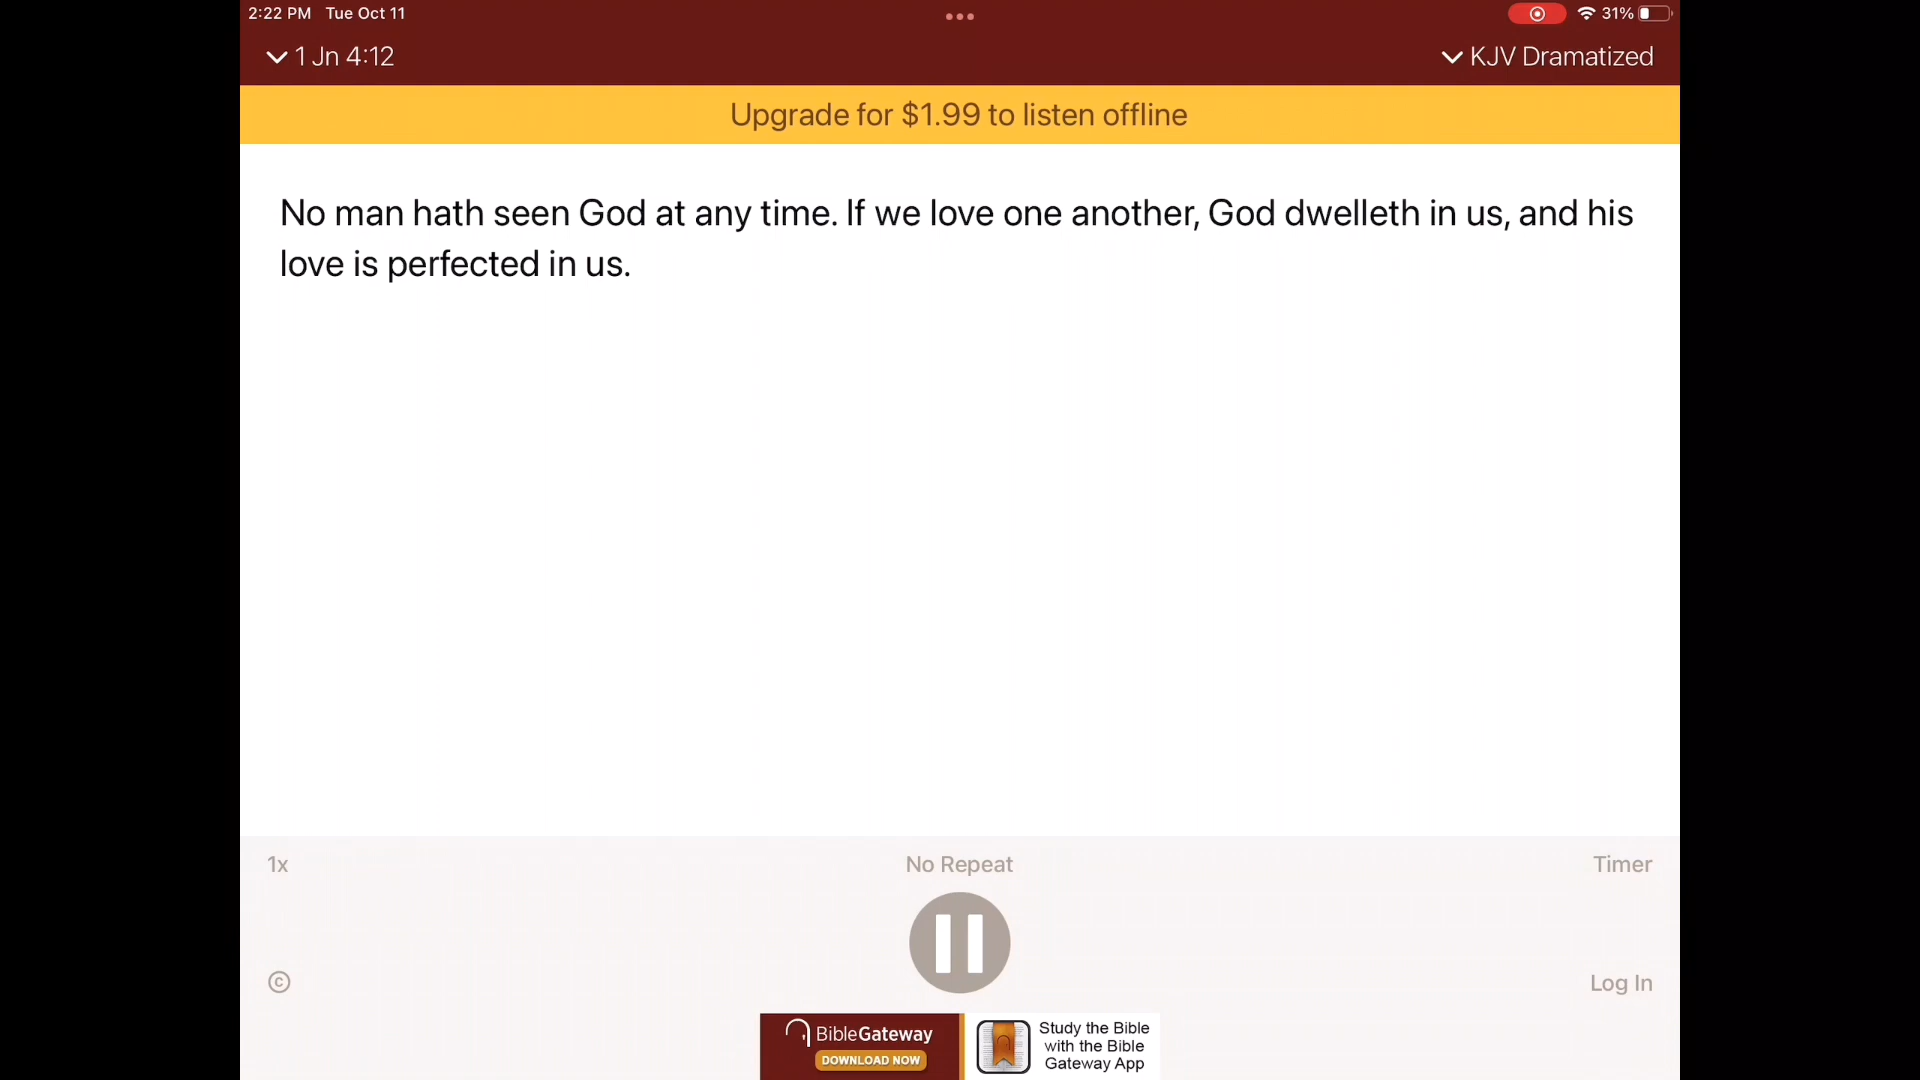 2:22 PM Tue Oct 11
31%
1 Jn 4:12
KJV Dramatized
Upgrade for $1.99 to listen offline
No man hath seen God at any time. If we love one another, God dwelleth in us, and his
love is perfected in us.
1x
No Repeat
Timer
©
Log In
BibleGateway
DOWNLOAD NOW
Study the Bible
with the Bible
Gateway App